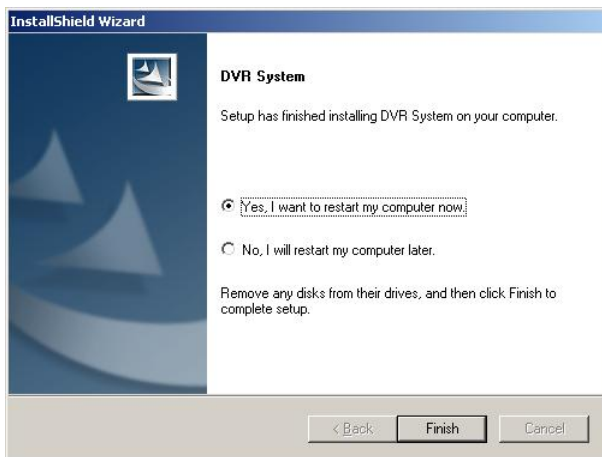 InstallShield Wizard
DVR System
Setup has finished installing DVR System on your computer.
Yes, I want to restart my computer now.
No, I will restart my computer later.
Remove any disks from their drives, and then click Finish to
complete setup.
< Back Finish Cancel